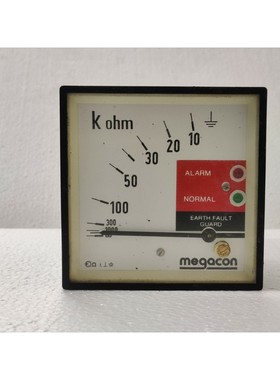 k ohm
10
20
30
50
100
300
1000
ALARM
NORMAL
EARTH FAULT
GUARD
megacon